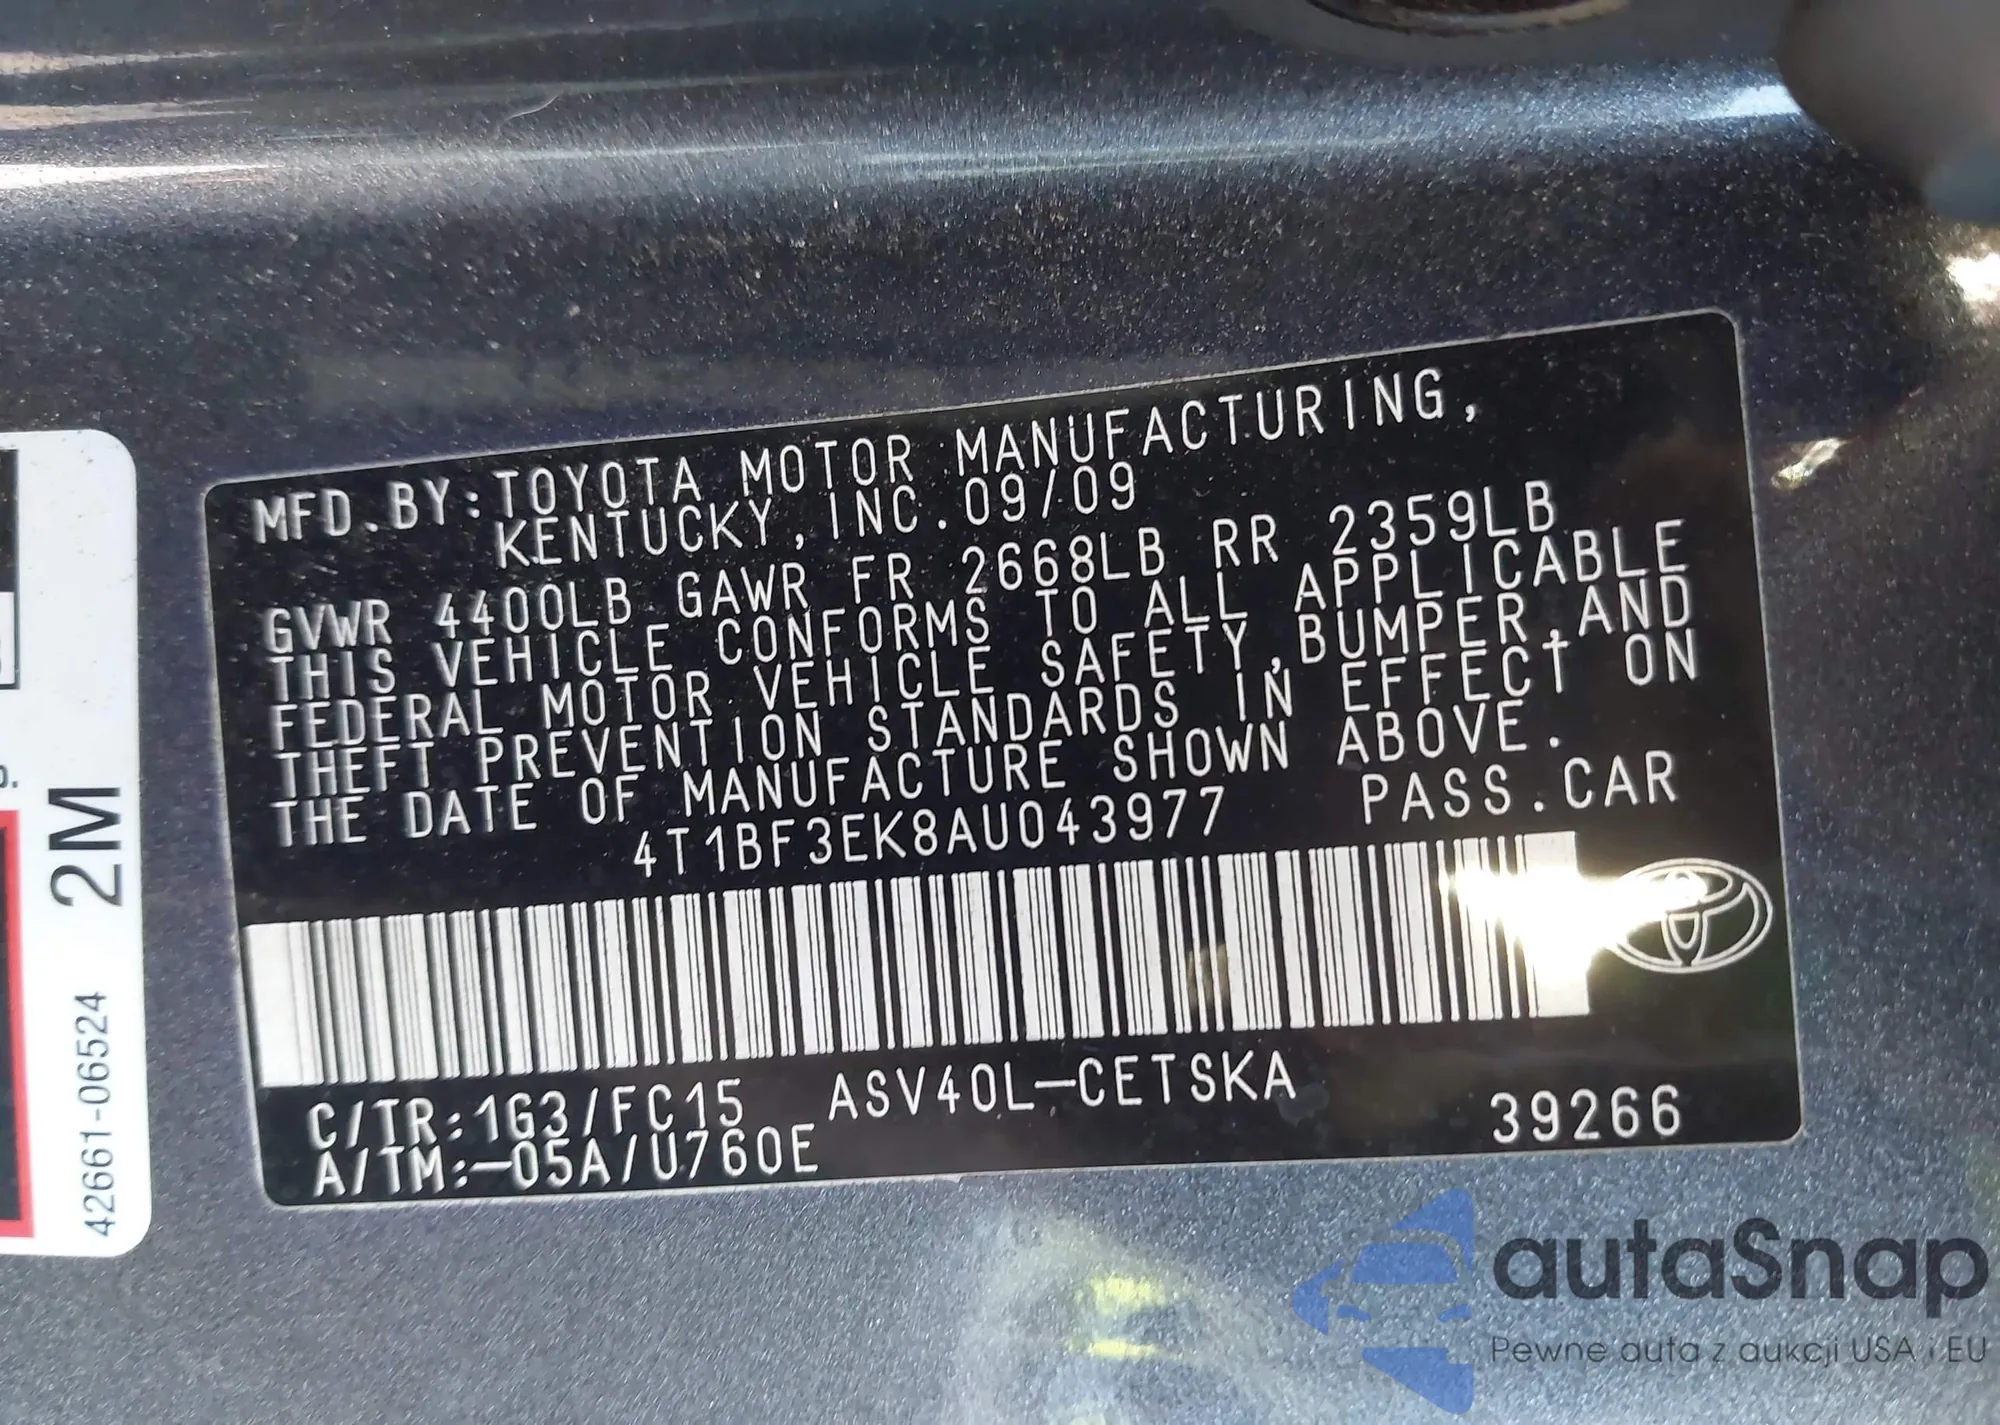 MFD. BY: TOYOTA MOTOR MANUFACTURING,
KENTUCKY, INC. 09/09
GVWR 4400LB GAWR FR 2668LB RR 2359LB
THIS VEHICLE CONFORMS TO ALL APPLICABLE
FEDERAL MOTOR VEHICLE SAFETY, BUMPER, AND
THEFT PREVENTION STANDARDS IN EFFECT ON
THE DATE OF MANUFACTURE SHOWN ABOVE.
4T1BF3EK8AU043977 PASS. CAR
C/TR: 1G3/FC15 ASV40L-CETSKA
A/TM: -05A/U760E 39266
2M
42661-06524
autaSnap
Pewne auta z aukcji USA i EU